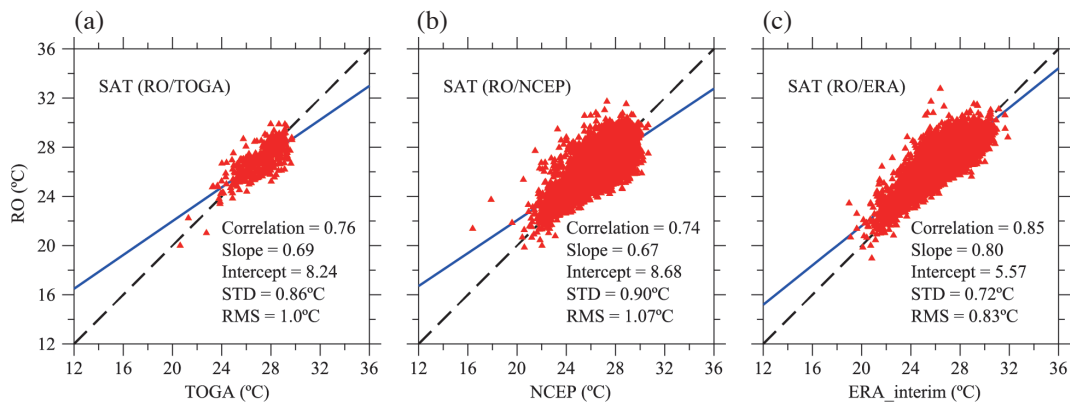 (a)
(b)
(c)
36
32
28
24
20
16
12
RO (ºC)
SAT (RO/TOGA)
Correlation = 0.76
Slope = 0.69
Intercept = 8.24
STD = 0.86ºC
RMS = 1.0ºC
12 16 20 24 28 32 36
TOGA (ºC)
SAT (RO/NCEP)
Correlation = 0.74
Slope = 0.67
Intercept = 8.68
STD = 0.90ºC
RMS = 1.07ºC
12 16 20 24 28 32 36
NCEP (ºC)
SAT (RO/ERA)
Correlation = 0.85
Slope = 0.80
Intercept = 5.57
STD = 0.72ºC
RMS = 0.83ºC
12 16 20 24 28 32 36
ERA_interim (ºC)